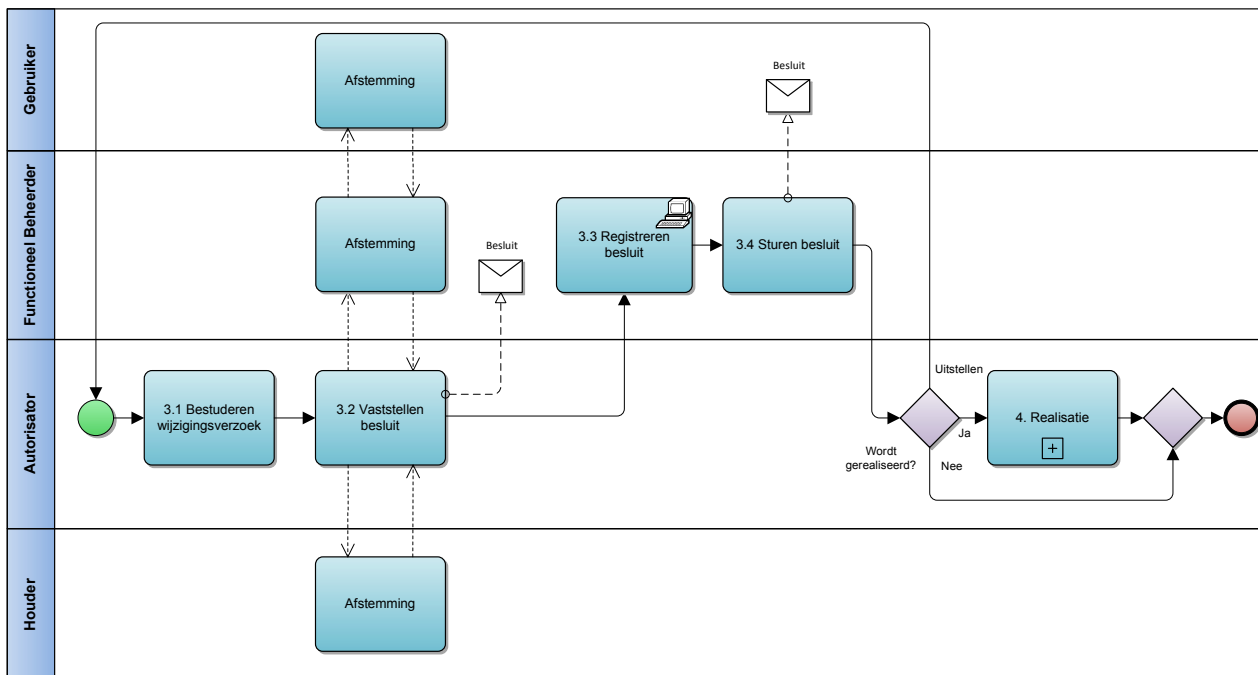 Gebruiker
Afstemming
Besluit
Functioneel Beheerder
Afstemming
Besluit
3.3 Registreren
besluit
3.4 Sturen besluit
Autorisator
3.1 Bestuderen
wijzigingsverzoek
3.2 Vaststellen
besluit
Uitstellen
Ja
Wordt
gerealiseerd?
Nee
4. Realisatie
+
Houder
Afstemming